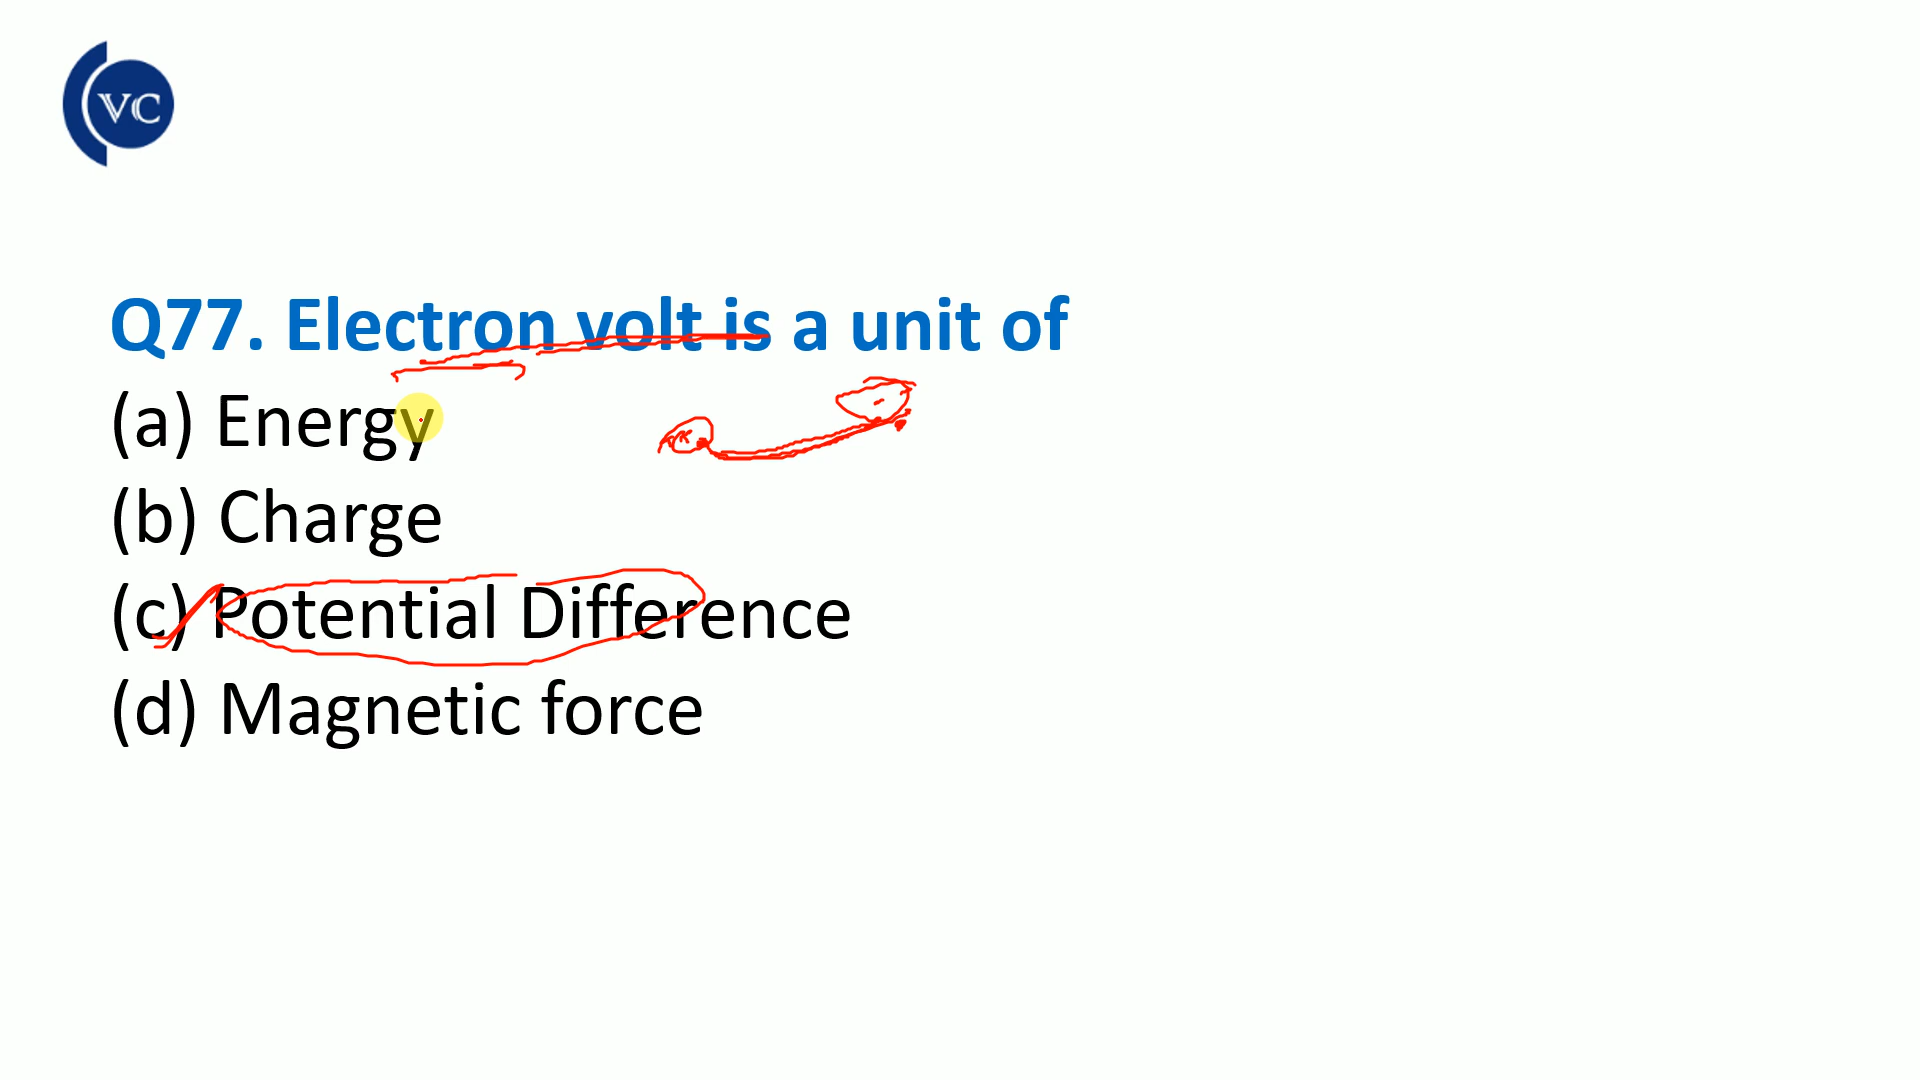 VC
Q77. Electron volt is a unit of
(a) Energy
(b) Charge
(c) Potential Difference
(d) Magnetic force